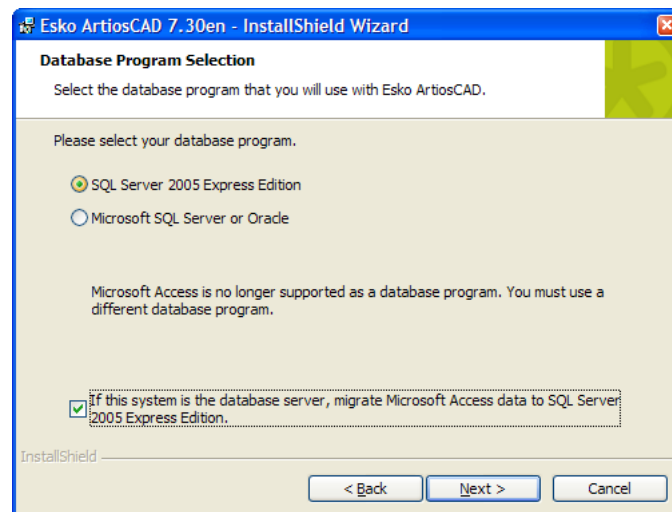 Esko ArtiosCAD 7.30en - InstallShield Wizard
Database Program Selection
Select the database program that you will use with Esko ArtiosCAD.
Please select your database program.
SQL Server 2005 Express Edition
Microsoft SQL Server or Oracle
Microsoft Access is no longer supported as a database program. You must use a
different database program.
If this system is the database server, migrate Microsoft Access data to SQL Server
2005 Express Edition.
InstallShield
< Back
Next >
Cancel